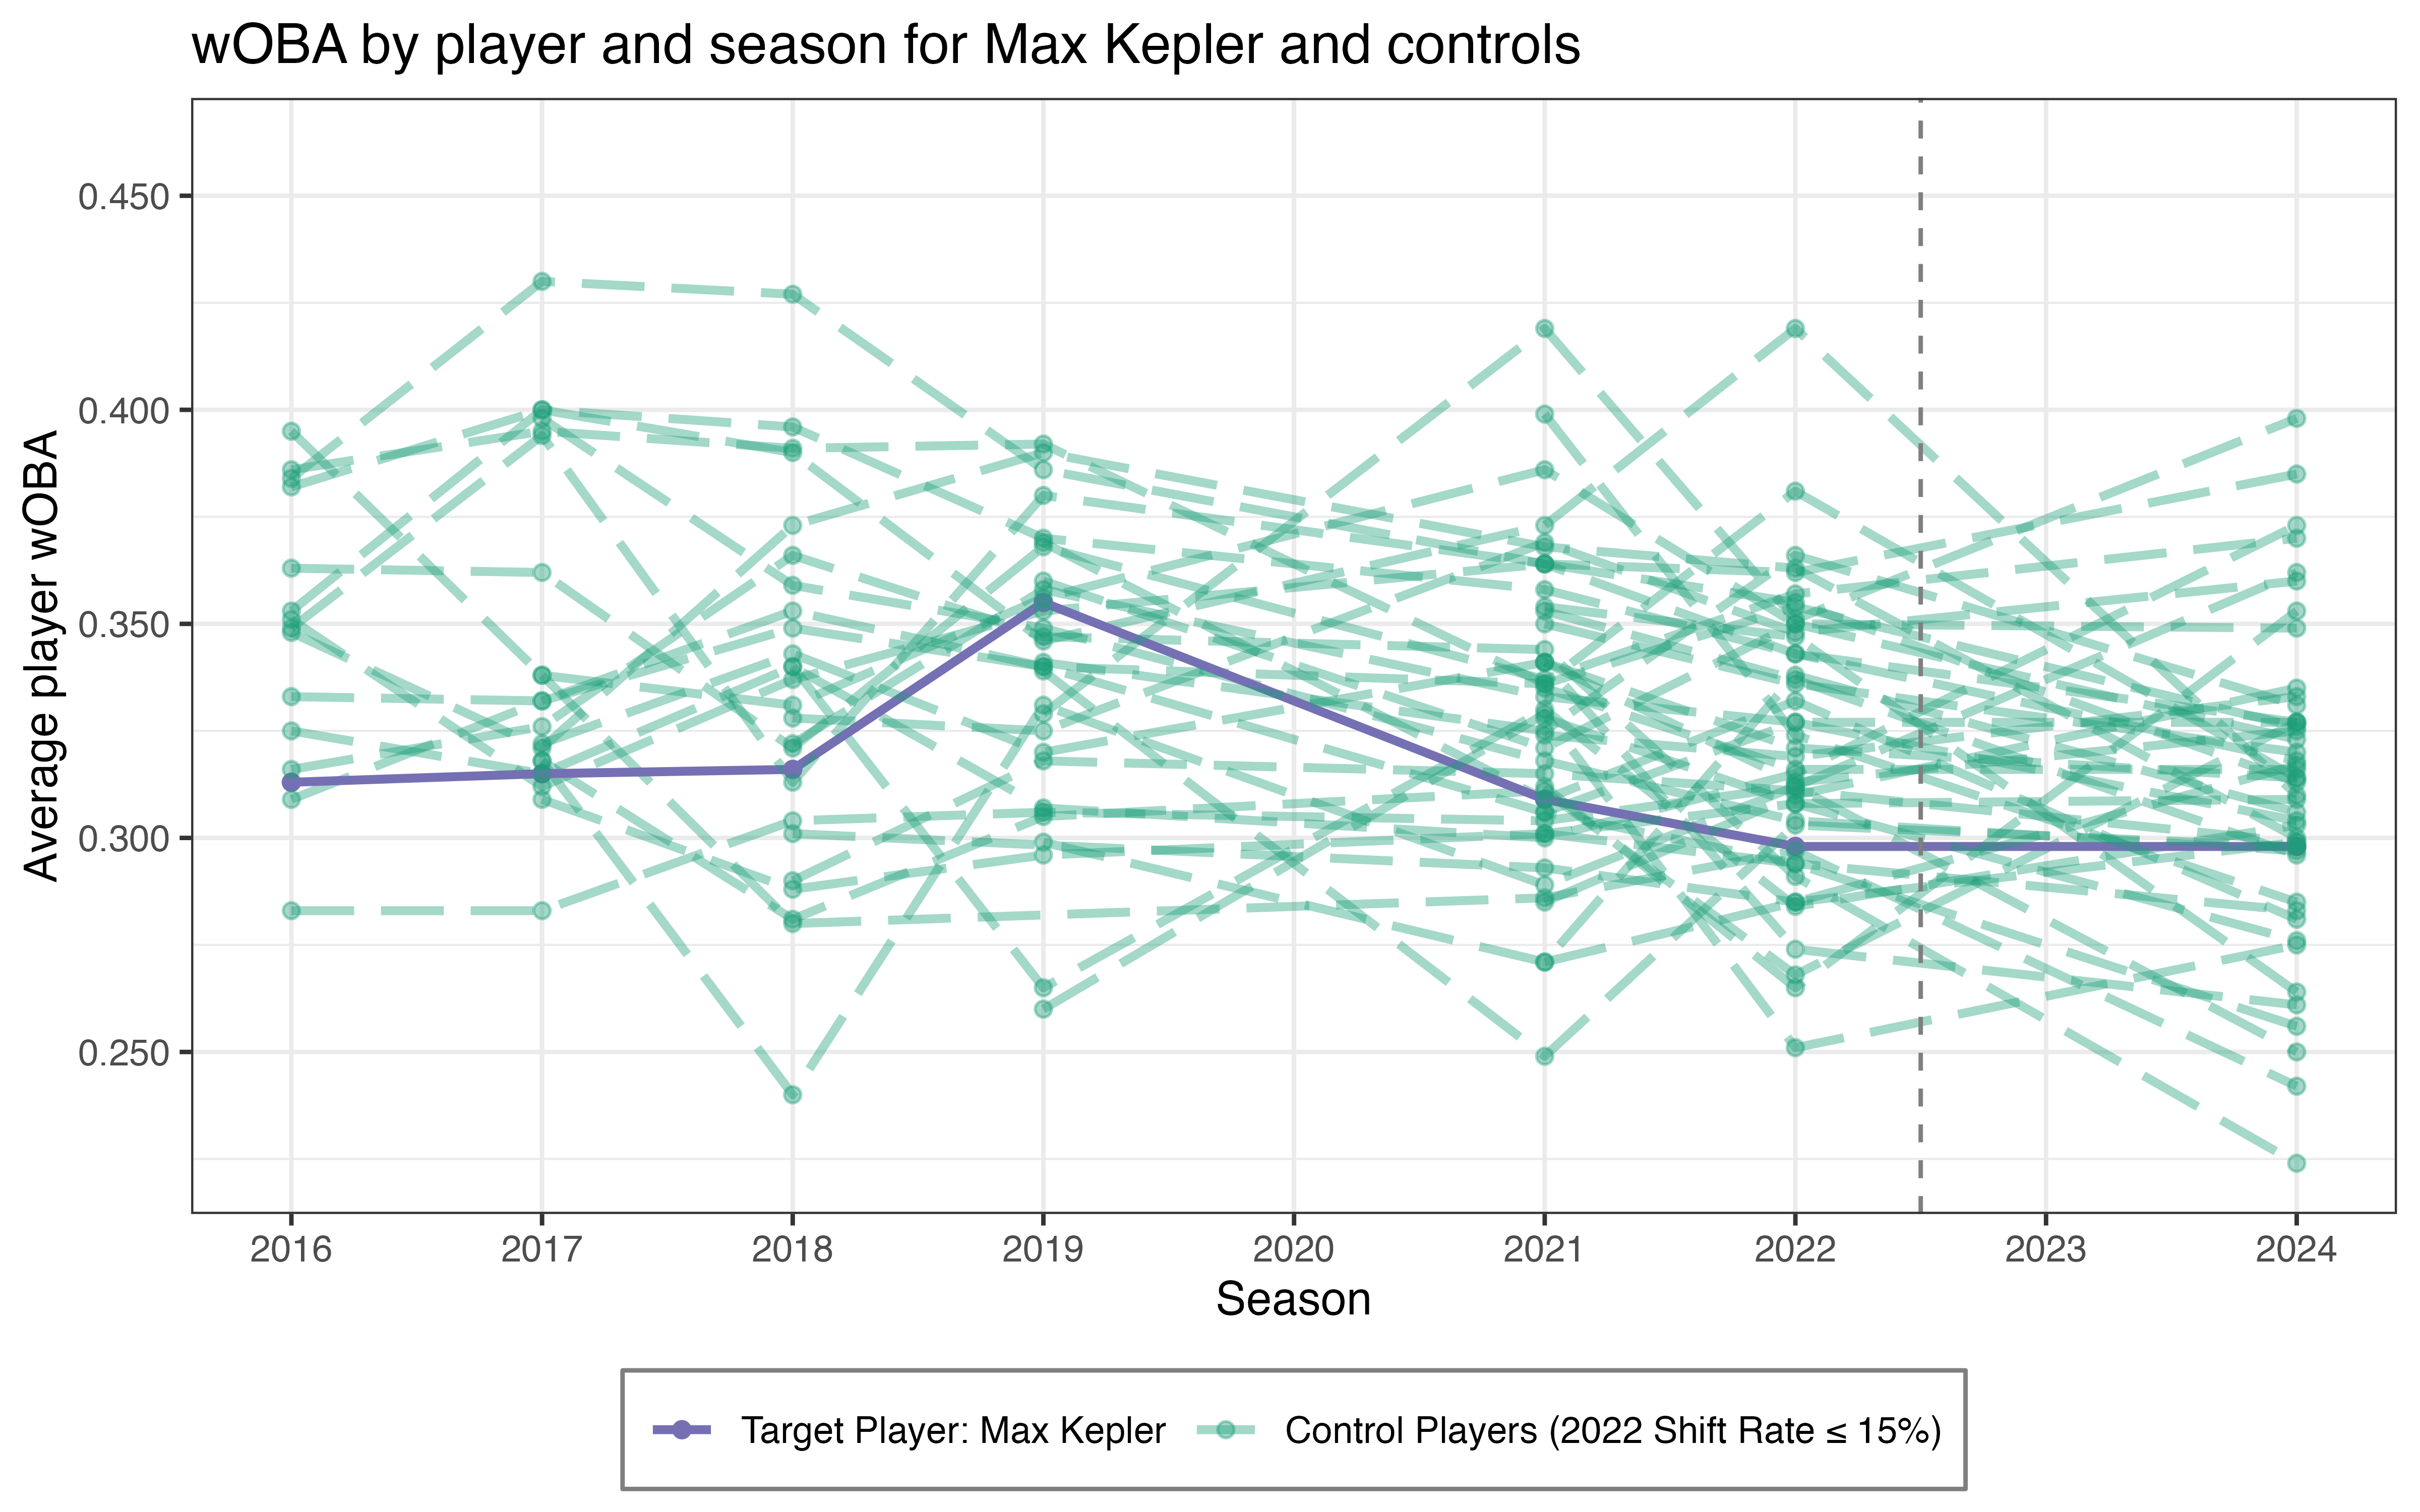 wOBA by player and season for Max Kepler and controls
Average player wOBA
0.450
0.400
0.350
0.300
0.250
2016 2017 2018 2019 2020 2021 2022 2023 2024
Season
Target Player: Max Kepler Control Players (2022 Shift Rate ≤ 15%)